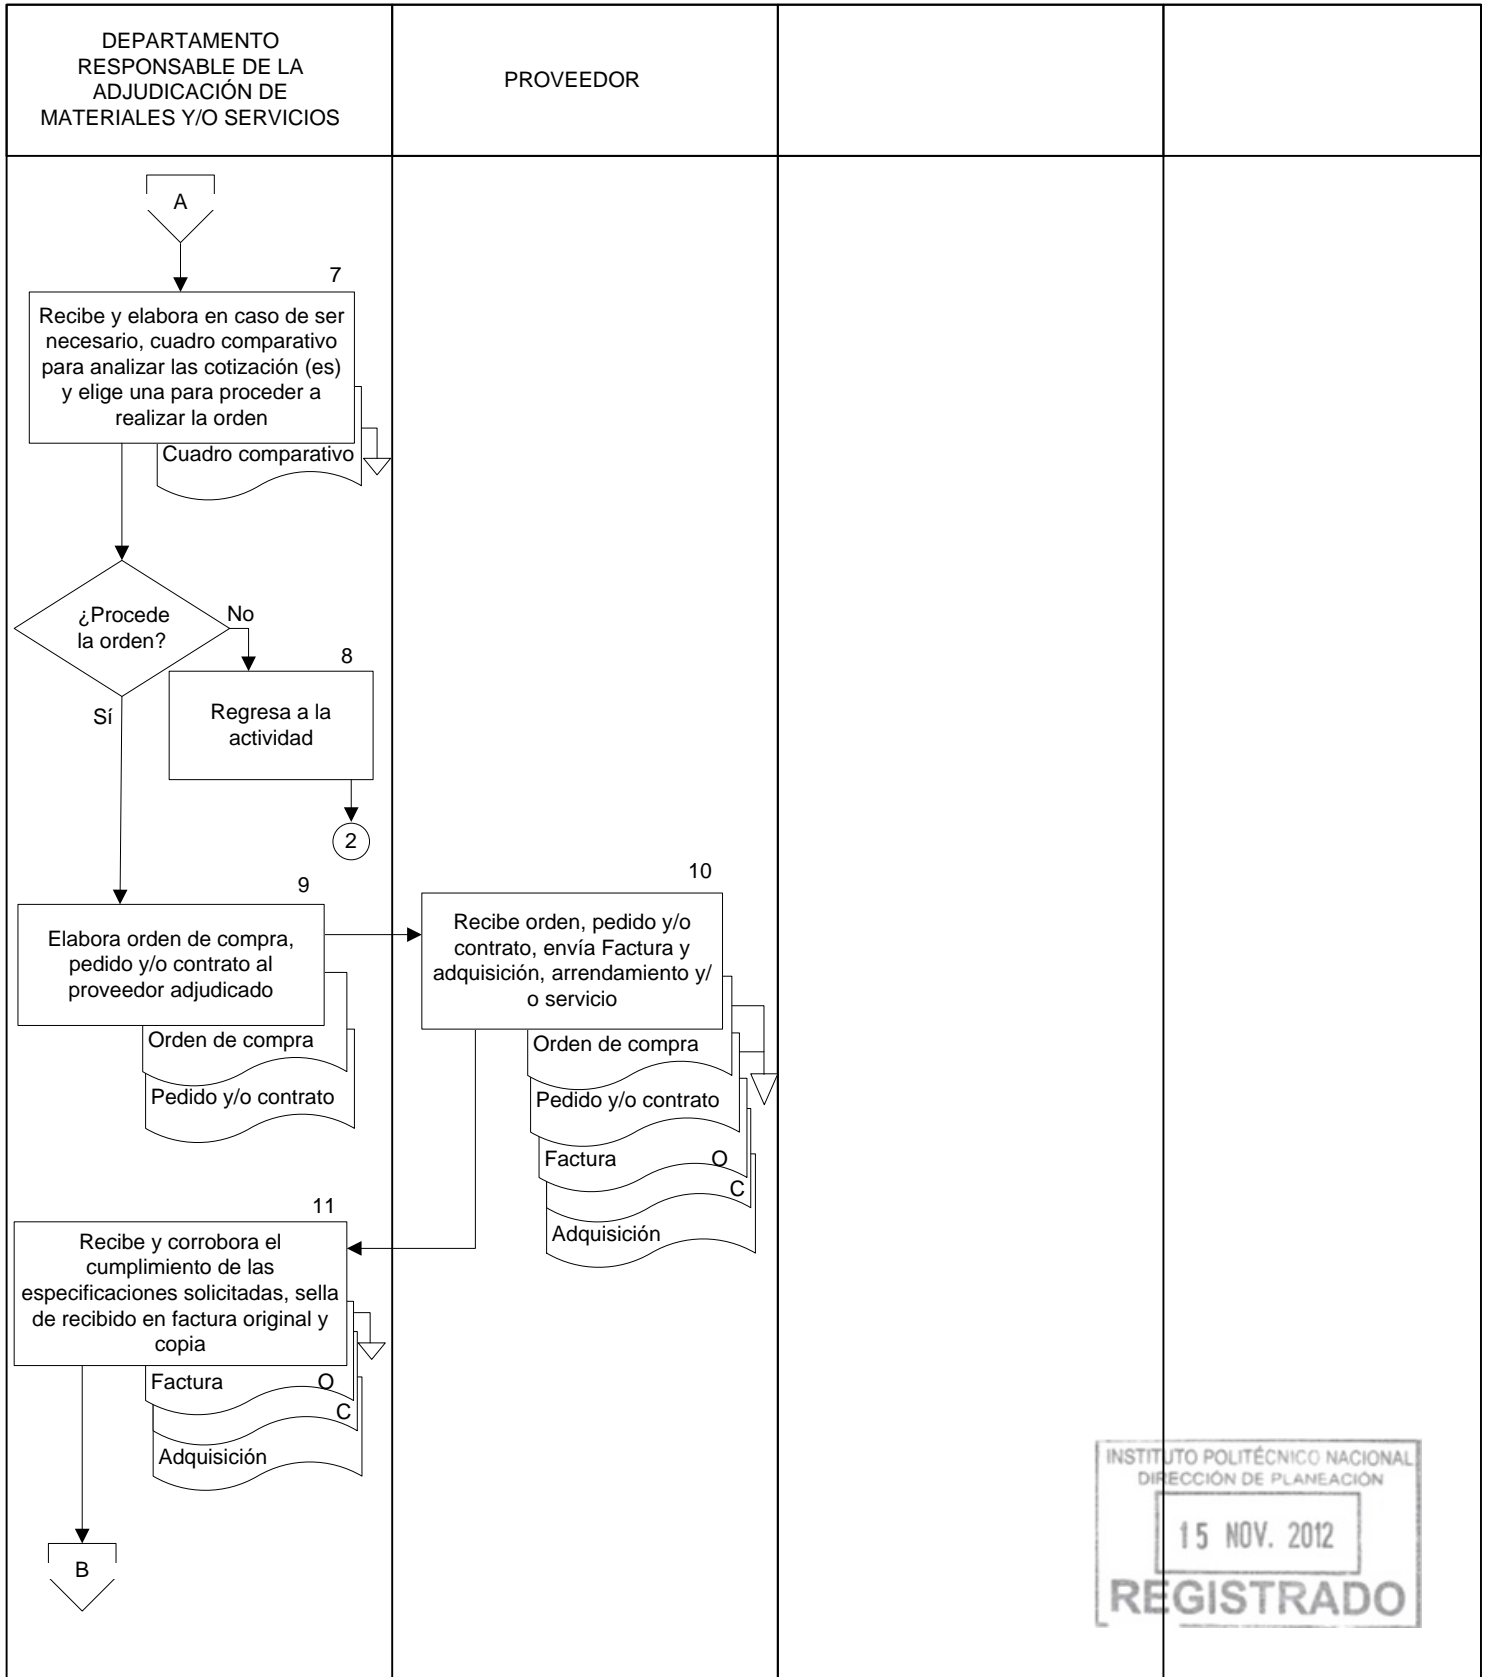 DEPARTAMENTO
RESPONSABLE DE LA
ADJUDICACIÓN DE
MATERIALES Y/O SERVICIOS
PROVEEDOR
A
7
Recibe y elabora en caso de ser
necesario, cuadro comparativo
para analizar las cotización (es)
y elige una para proceder a
realizar la orden
Cuadro comparativo
¿Procede
la orden?
No
Sí
8
Regresa a la
actividad
2
9
Elabora orden de compra,
pedido y/o contrato al
proveedor adjudicado
Orden de compra
Pedido y/o contrato
10
Recibe orden, pedido y/o
contrato, envía Factura y
adquisición, arrendamiento y/
o servicio
Orden de compra
Pedido y/o contrato
Factura O
C
Adquisición
11
Recibe y corrobora el
cumplimiento de las
especificaciones solicitadas, sella
de recibido en factura original y
copia
Factura O
C
Adquisición
B
INSTITUTO POLITÉCNICO NACIONAL
DIRECCIÓN DE PLANEACIÓN
15 NOV. 2012
REGISTRADO